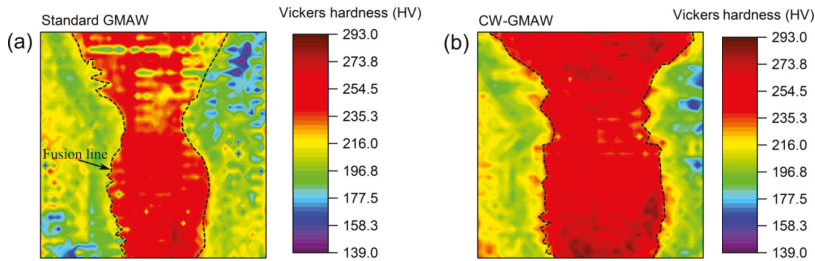 Standard GMAW
Vickers hardness (HV)
(a)
293.0
273.8
254.5
235.3
216.0
196.8
177.5
158.3
139.0
Fusion line
CW-GMAW
Vickers hardness (HV)
(b)
293.0
273.8
254.5
235.3
216.0
196.8
177.5
158.3
139.0